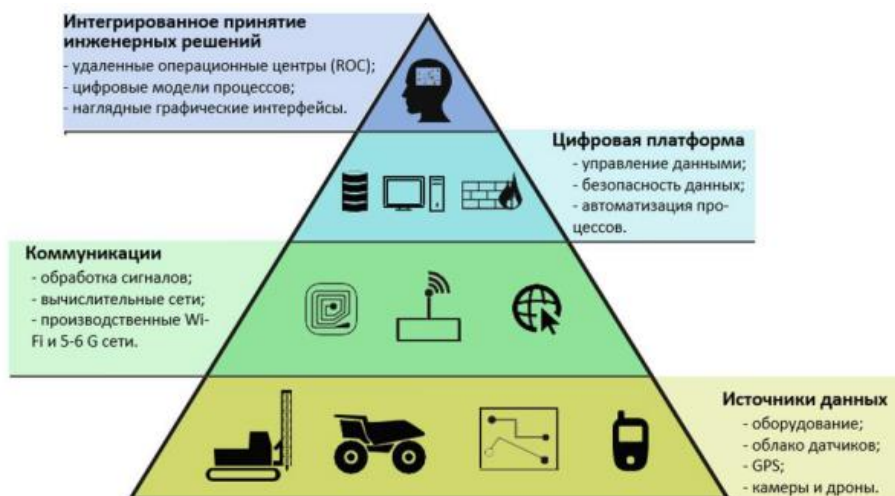 Интегрированное принятие
инженерных решений
- удаленные операционные центры (ROC);
- цифровые модели процессов;
- наглядные графические интерфейсы.
Цифровая платформа
- управление данными;
- безопасность данных;
- автоматизация про-
цессов.
Коммуникации
- обработка сигналов;
- вычислительные сети;
- производственные Wi-
Fi и 5-6 G сети.
Источники данных
- оборудование;
- облако датчиков;
- GPS;
- камеры и дроны.